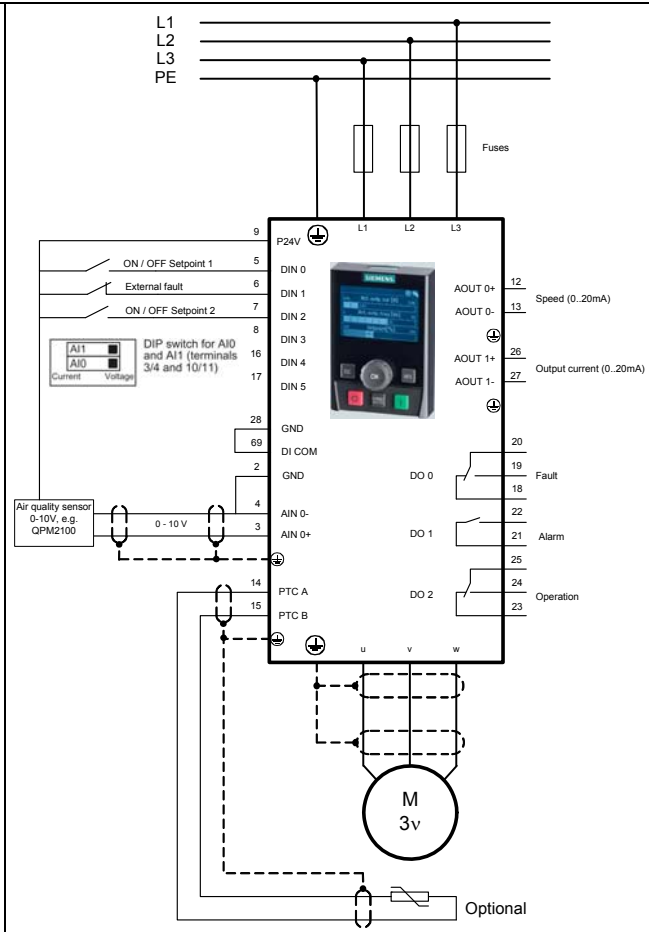 L1
L2
L3
PE
Fuses
L1 L2 L3
9 P24V
5 DIN 0
ON / OFF Setpoint 1
6 DIN 1
External fault
7 DIN 2
ON / OFF Setpoint 2
8 DIN 3
16 DIN 4
17 DIN 5
AI1
AI0
Current Voltage
DIP switch for AI0
and AI1 (terminals
3/4 and 10/11)
28 GND
69 DI COM
2 GND
4 AIN 0-
3 AIN 0+
Air quality sensor
0-10V, e.g.
QPM2100
0 - 10 V
14 PTC A
15 PTC B
SIEMENS
OK
ESC
INFO
AOUT 0+ 12
AOUT 0- 13
Speed (0..20mA)
AOUT 1+ 26
AOUT 1- 27
Output current (0..20mA)
20
DO 0 19 Fault
18
22
DO 1 21 Alarm
25
DO 2 24 Operation
23
u v w
M
3ν
Optional